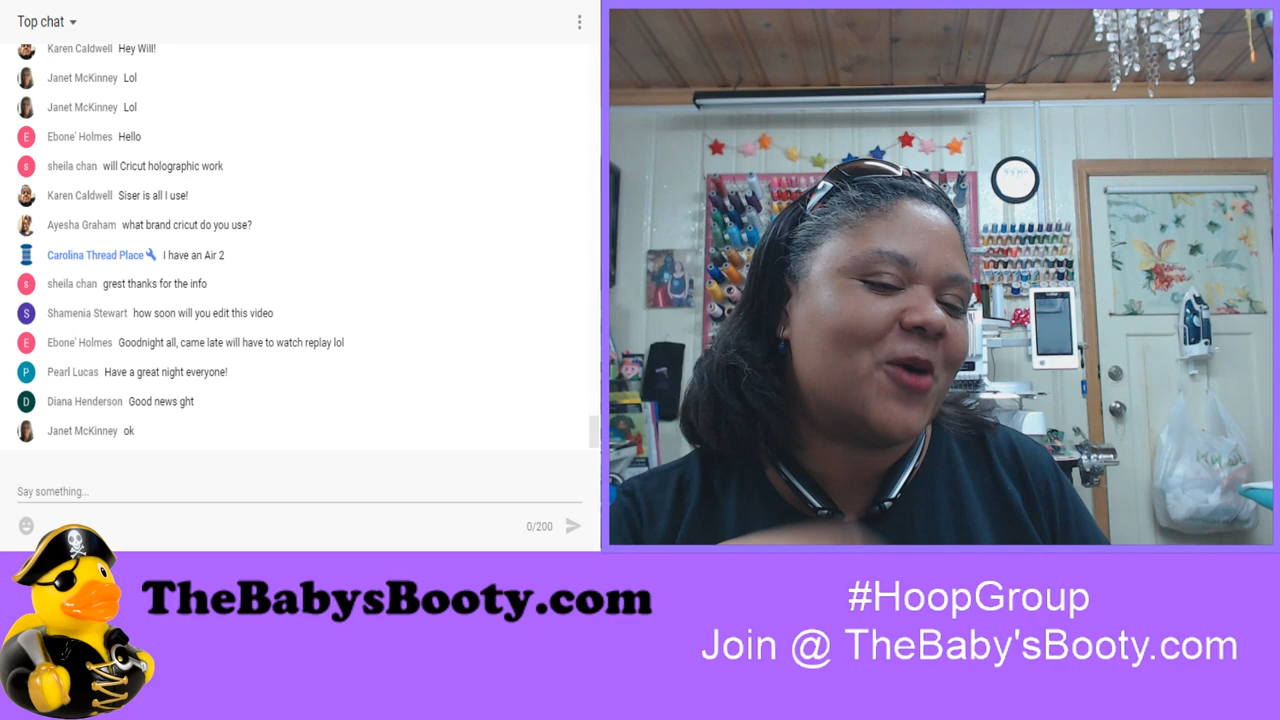 Top chat
Karen Caldwell Hey Will!
Janet McKinney Lol
Janet McKinney Lol
E Ebone' Holmes Hello
s sheila chan will Cricut holographic work
Karen Caldwell Siser is all I use!
Ayesha Graham what brand cricut do you use?
Carolina Thread Place I have an Air 2
s sheila chan grest thanks for the info
S Shamenia Stewart how soon will you edit this video
E Ebone' Holmes Goodnight all, came late will have to watch replay lol
P Pearl Lucas Have a great night everyone!
D Diana Henderson Good news ght
Janet McKinney ok
Say something...
0/200
TheBabysBooty.com
#HoopGroup
Join @ TheBaby'sBooty.com